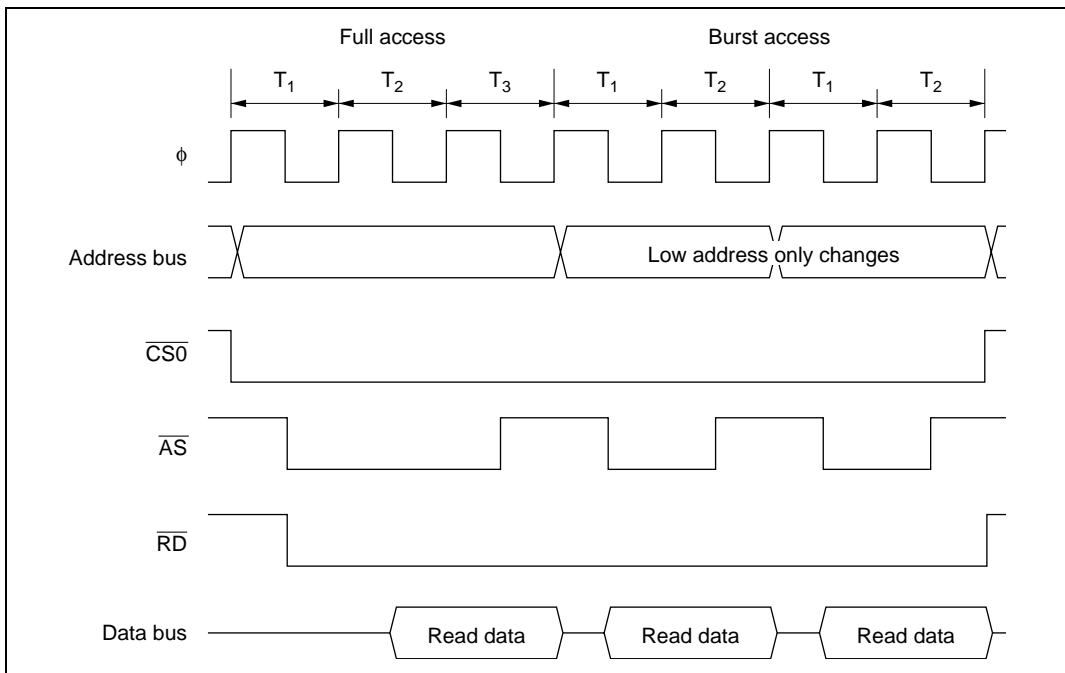 Full access Burst access
T1 T2 T3 T1 T2 T1 T2
ϕ
Address bus Low address only changes
CS0
AS
RD
Data bus Read data Read data Read data